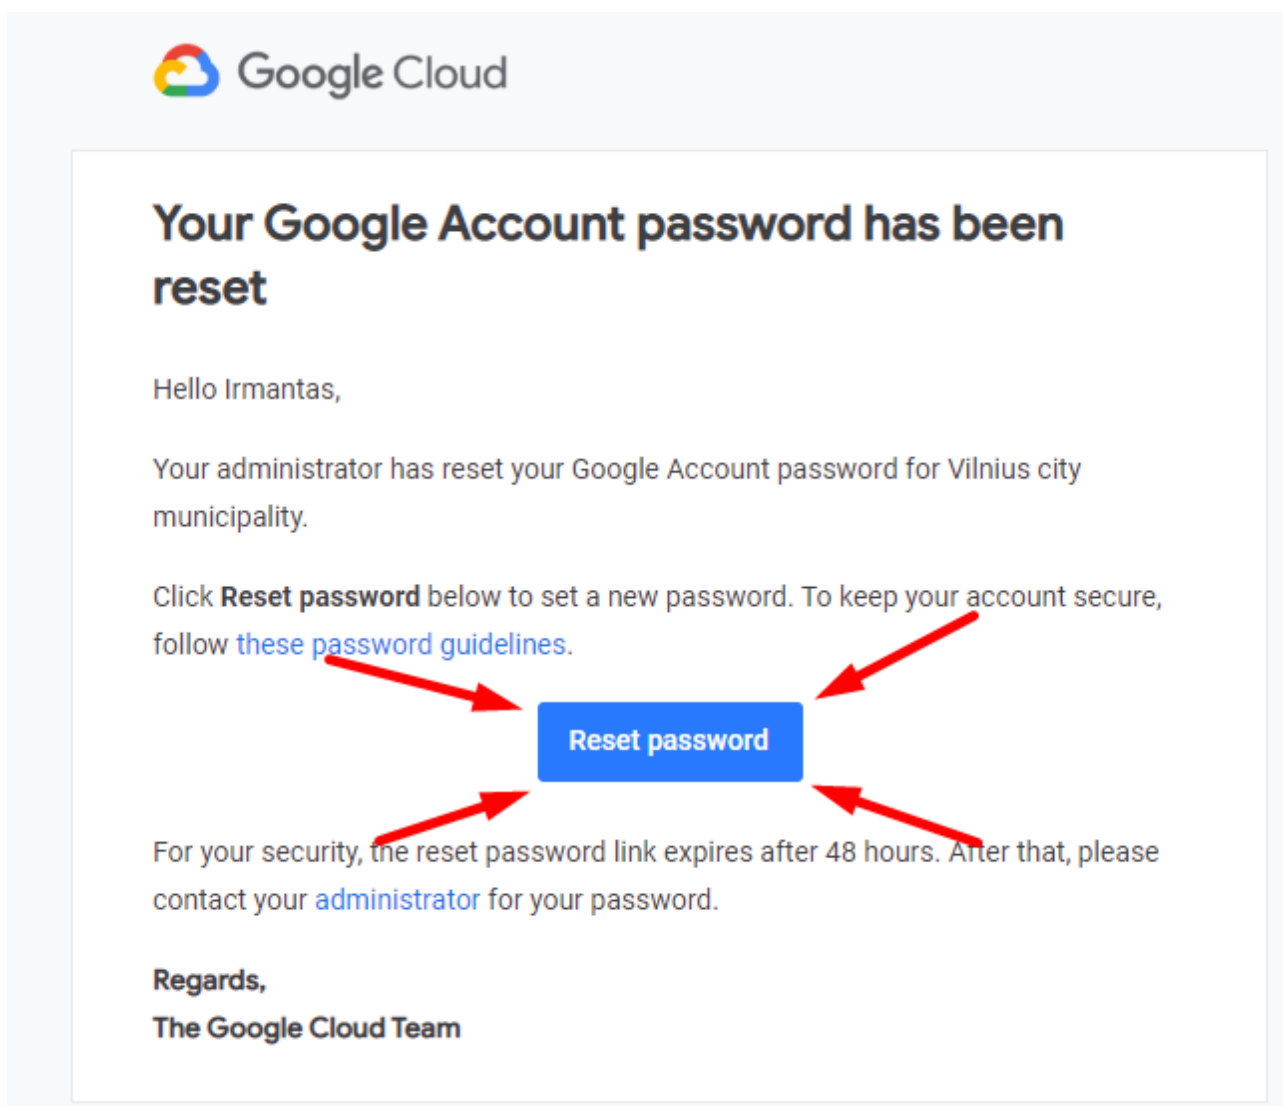 Google Cloud
Your Google Account password has been
reset
Hello Irmantas,
Your administrator has reset your Google Account password for Vilnius city
municipality.
Click Reset password below to set a new password. To keep your account secure,
follow these password guidelines.
Reset password
For your security, the reset password link expires after 48 hours. After that, please
contact your administrator for your password.
Regards,
The Google Cloud Team